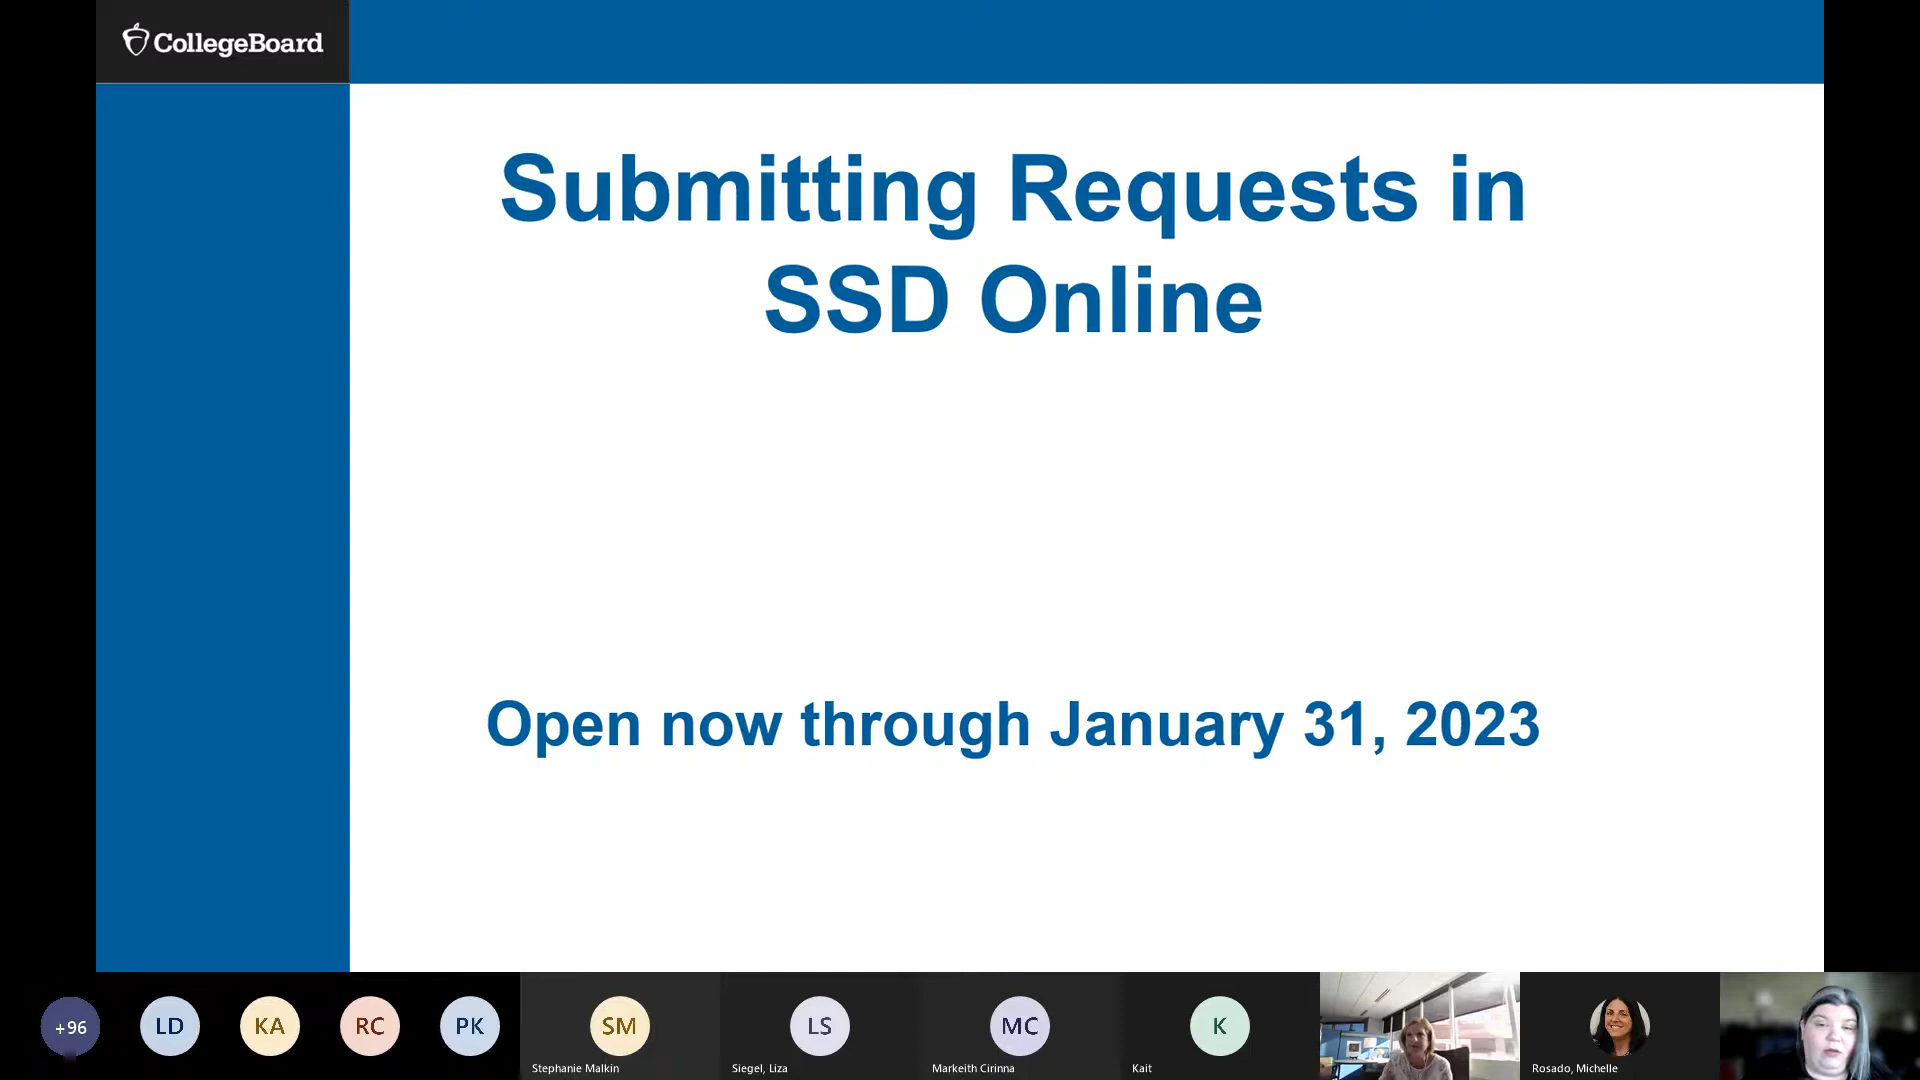 CollegeBoard
Submitting Requests in
SSD Online
Open now through January 31, 2023
+96
LD
KA
RC
PK
SM
LS
MC
K
Stephanie Malkin
Siegel, Liza
Markeith Cirinna
Kait
Rosado, Michelle